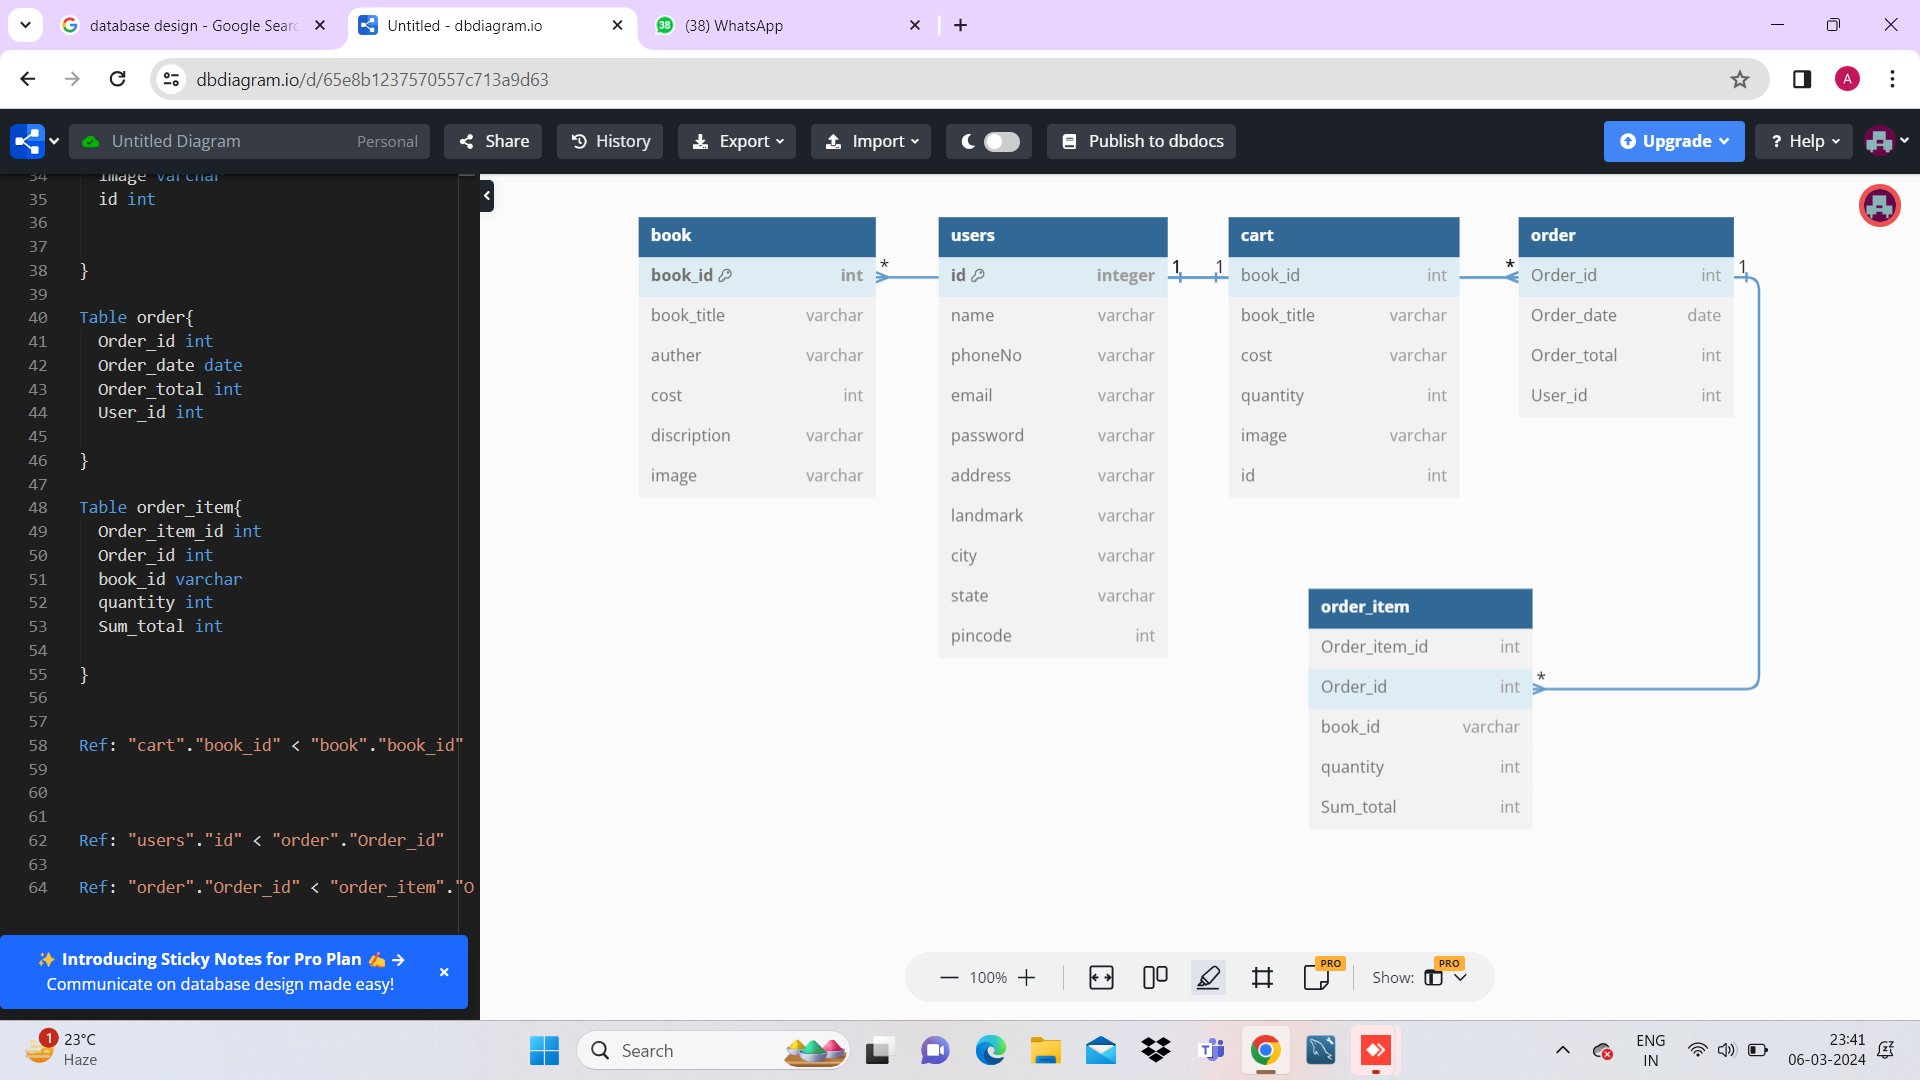 database design - Google Searc
Untitled - dbdiagram.io
38
(38) WhatsApp
dbdiagram.io/d/65e8b1237570557c713a9d63
A
Untitled Diagram
Personal
Share
History
Export
Import
Publish to dbdocs
Upgrade
? Help
34 image varchar
35 id int
36
37
38 }
39
40 Table order{
41 Order_id int
42 Order_date date
43 Order_total int
44 User_id int
45
46 }
47
48 Table order_item{
49 Order_item_id int
50 Order_id int
51 book_id varchar
52 quantity int
53 Sum_total int
54
55 }
56
57
58 Ref: "cart"."book_id" < "book"."book_id"
59
60
61
62 Ref: "users"."id" < "order"."Order_id"
63
64 Ref: "order"."Order_id" < "order_item"."O
✨ Introducing Sticky Notes for Pro Plan ✍️ →
Communicate on database design made easy!
book
book_id int
book_title varchar
auther varchar
cost int
discription varchar
image varchar
*
users
id integer
name varchar
phoneNo varchar
email varchar
password varchar
address varchar
landmark varchar
city varchar
state varchar
pincode int
1
1
cart
book_id int
book_title varchar
cost varchar
quantity int
image varchar
id int
*
order
Order_id int
Order_date date
Order_total int
User_id int
1
order_item
Order_item_id int
Order_id int
book_id varchar
quantity int
Sum_total int
*
100%
PRO
Show:
PRO
1
23°C
Haze
Search
ENG
IN
23:41
06-03-2024